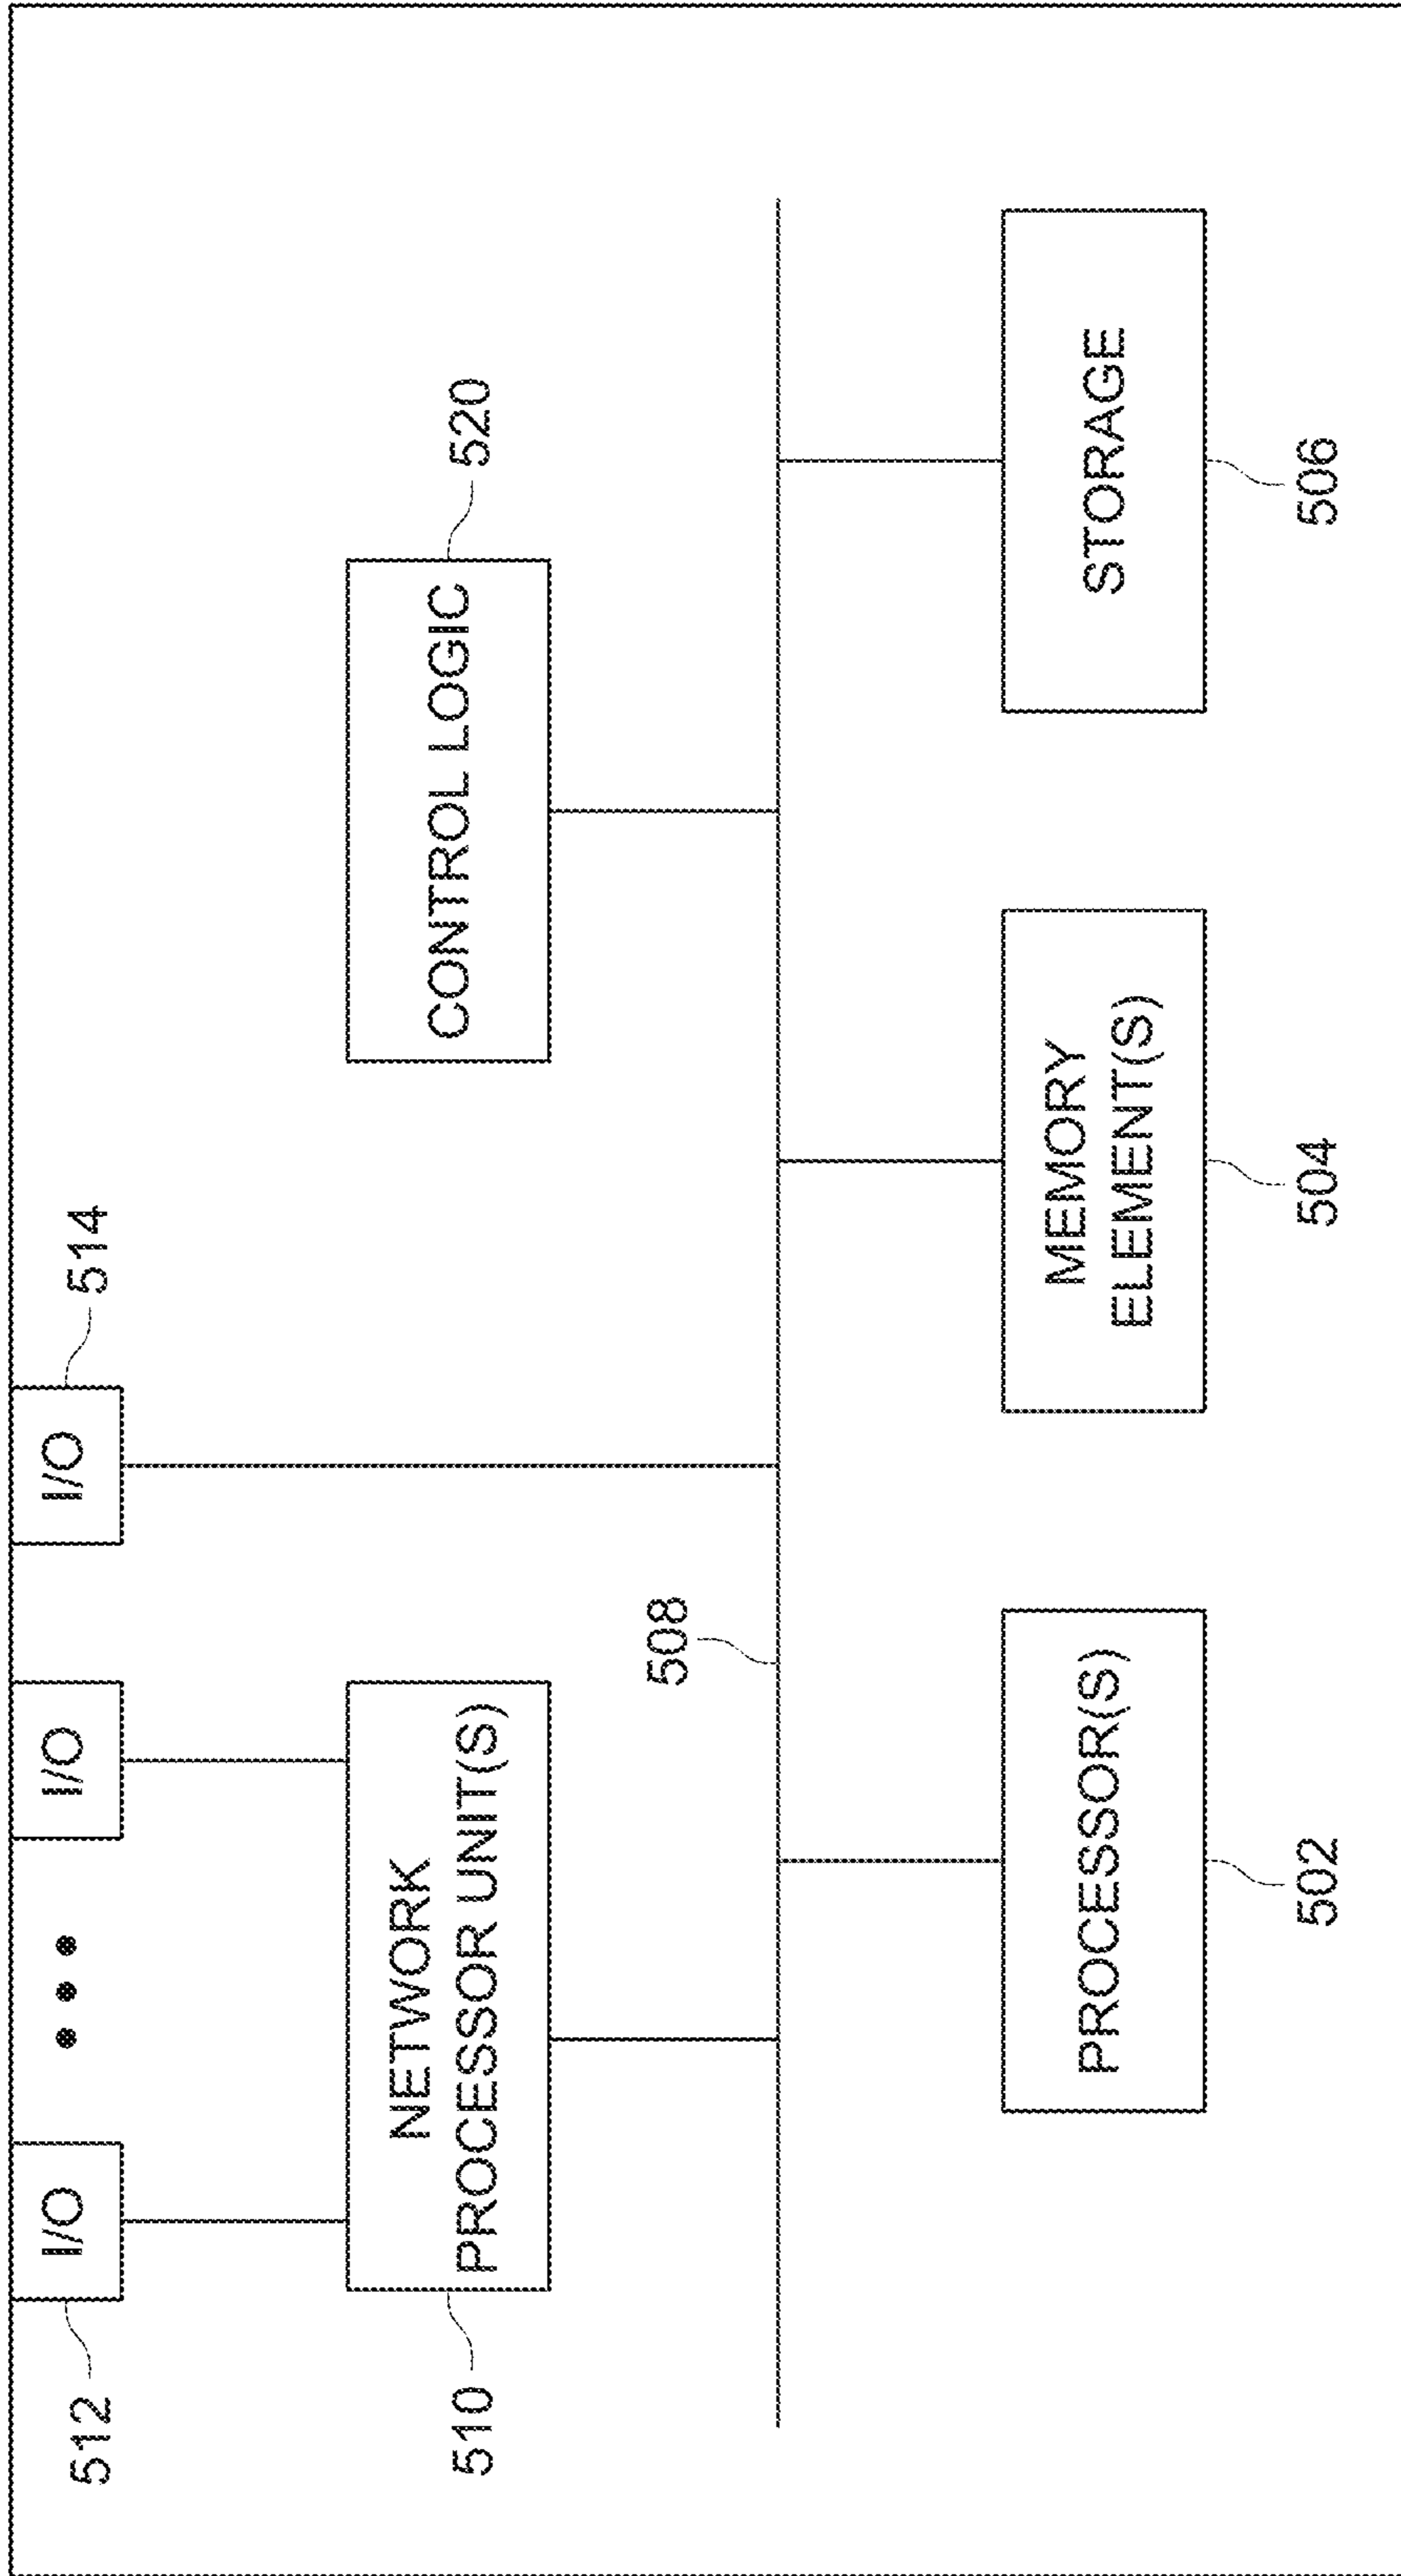 512
I/O
I/O
I/O
514
510
NETWORK
PROCESSOR UNIT(S)
CONTROL LOGIC
520
508
PROCESSOR(S)
502
MEMORY
ELEMENT(S)
504
STORAGE
506